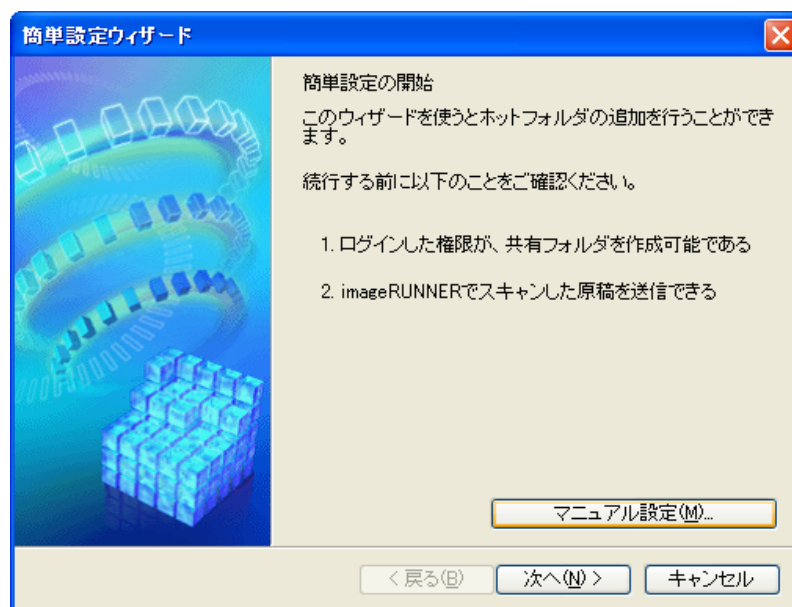 簡単設定ウィザード
簡単設定の開始
このウィザードを使うとホットフォルダの追加を行うことができ
ます。
続行する前に以下のことをご確認ください。
1. ログインした権限が、共有フォルダを作成可能である
2. imageRUNNERでスキャンした原稿を送信できる
マニュアル設定(M)...
< 戻る(B) 次へ(N) > キャンセル